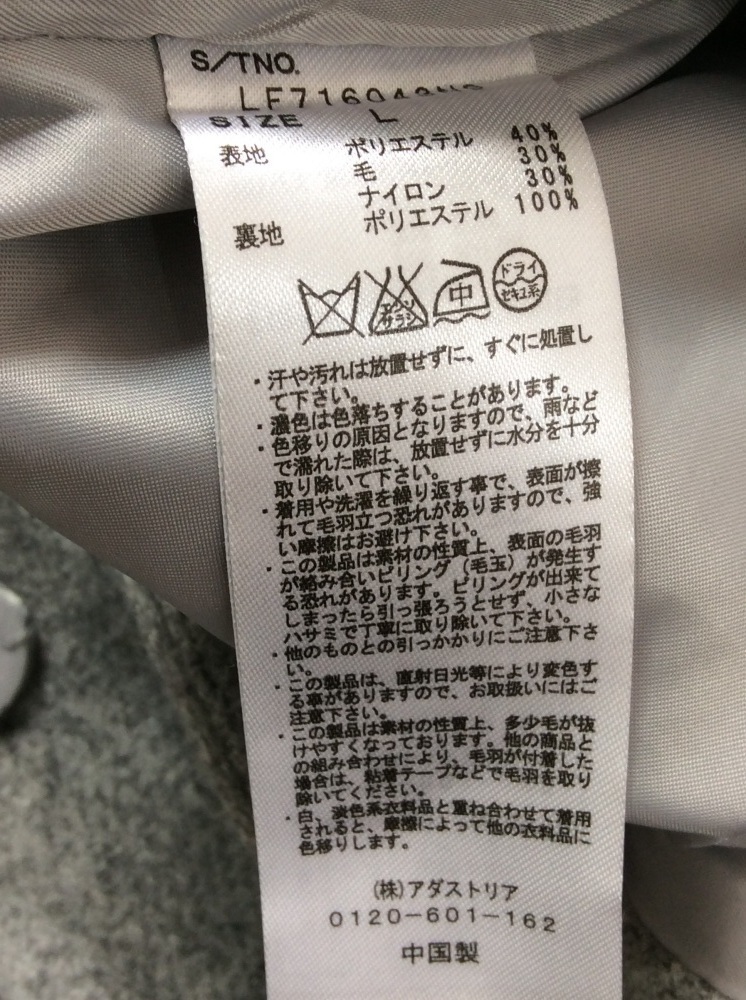 S/TNO.
SIZE L
表地 ポリエステル 40%
毛 30%
ナイロン 30%
裏地 ポリエステル 100%
エンソ
サラシ
中
ドライ
セキユ系
・汗や汚れは放置せずに、すぐに処置し
て下さい。
・濃色は色落ちすることがあります。
・色移りの原因となりますので、雨など
で濡れた際は、放置せずに水分を十分
取り除いて下さい。
・着用や洗濯を繰り返す事で、表面が擦
れて毛羽立つ恐れがありますので、強
い摩擦はお避け下さい。
・この製品は素材の性質上、表面の毛羽
が絡み合いピリング（毛玉）が発生す
る恐れがあります。ピリングが出来て
しまったら引っ張ろうとせず、小さな
ハサミで丁寧に取り除いて下さい。
・他のものとの引っかかりにご注意下さ
い。
・この製品は、直射日光等により変色す
る事がありますので、お取扱いにはご
注意下さい。
・この製品は素材の性質上、多少毛が抜
けやすくなっております。他の商品と
の組み合わせにより、毛羽が付着した
場合は、粘着テープなどで毛羽を取り
除いてください。
・白、淡色系衣料品と重ね合わせて着用
されると、摩擦によって他の衣料品に
色移りします。
(株)アダストリア
0120-601-162
中国製